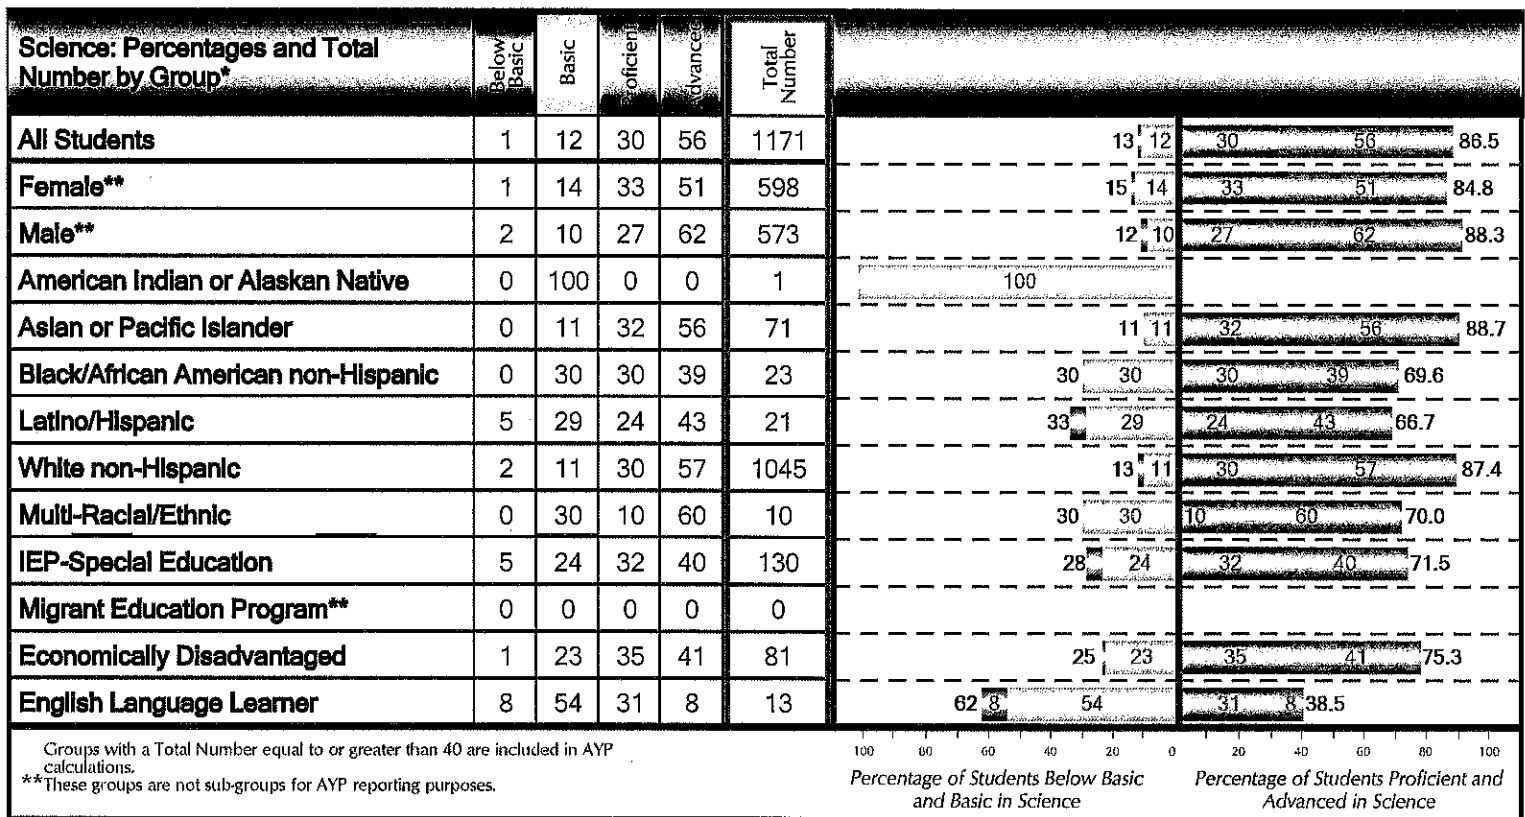 Science: Percentages and Total
Number by Group*
Below
Basic
Basic
Proficient
Advanced
Total
Number
All Students 1 12 30 56 1171 13 12 30 56 86.5
Female** 1 14 33 51 598 15 14 33 51 84.8
Male** 2 10 27 62 573 12 10 27 62 88.3
American Indian or Alaskan Native 0 100 0 0 1 100
Asian or Pacific Islander 0 11 32 56 71 11 11 32 56 88.7
Black/African American non-Hispanic 0 30 30 39 23 30 30 30 39 69.6
Latino/Hispanic 5 29 24 43 21 33 29 24 43 66.7
White non-Hispanic 2 11 30 57 1045 13 11 30 57 87.4
Multi-Racial/Ethnic 0 30 10 60 10 30 30 10 60 70.0
IEP-Special Education 5 24 32 40 130 28 24 32 40 71.5
Migrant Education Program** 0 0 0 0 0
Economically Disadvantaged 1 23 35 41 81 25 23 35 41 75.3
English Language Learner 8 54 31 8 13 62 8 54 31 8 38.5
Groups with a Total Number equal to or greater than 40 are included in AYP
calculations.
**These groups are not sub-groups for AYP reporting purposes.
100 80 60 40 20 0 20 40 60 80 100
Percentage of Students Below Basic
and Basic in Science
Percentage of Students Proficient and
Advanced in Science